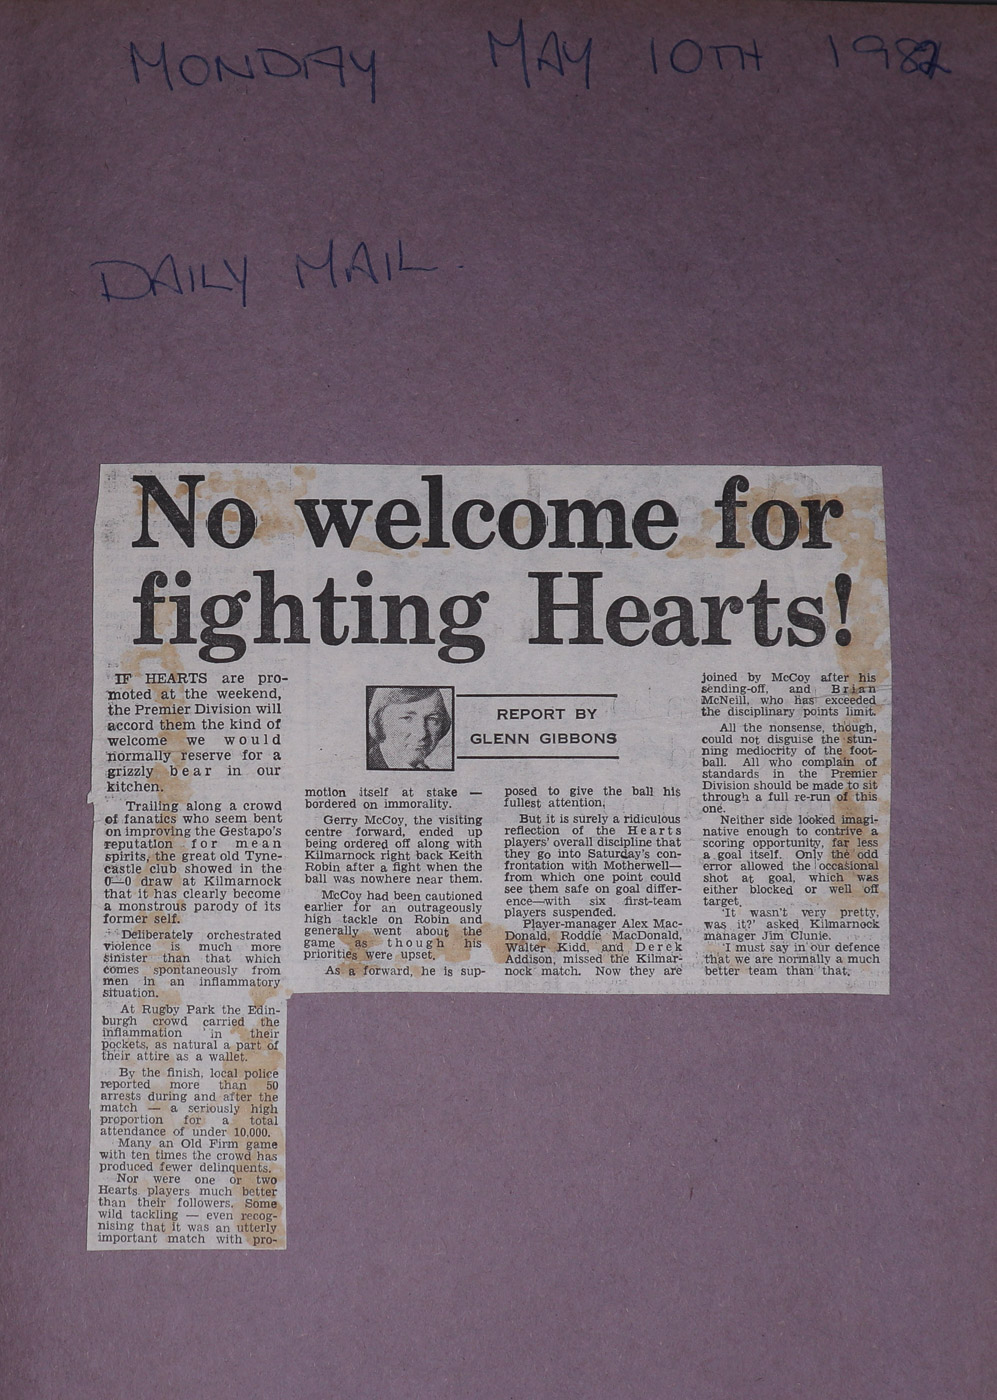 MONDAY MAY 10TH 1982
DAILY MAIL.
No welcome for
fighting Hearts!
IF HEARTS are pro-
moted at the weekend,
the Premier Division will
accord them the kind of
welcome we would
normally reserve for a
grizzly bear in our
kitchen.
Trailing along a crowd
of fanatics who seem bent
on improving the Gestapo's
reputation for mean
spirits, the great old Tyne-
castle club showed in the
0—0 draw at Kilmarnock
that it has clearly become
a monstrous parody of its
former self.
Deliberately orchestrated
violence is much more
sinister than that which
comes spontaneously from
men in an inflammatory
situation.
At Rugby Park the Edin-
burgh crowd carried the
inflammation in their
pockets, as natural a part of
their attire as a wallet.
By the finish, local police
reported more than 50
arrests during and after the
match — a seriously high
proportion for a total
attendance of under 10,000.
Many an Old Firm game
with ten times the crowd has
produced fewer delinquents.
Nor were one or two
Hearts players much better
than their followers. Some
wild tackling — even recog-
nising that it was an utterly
important match with pro-
REPORT BY
GLENN GIBBONS
motion itself at stake —
bordered on immorality.
Gerry McCoy, the visiting
centre forward, ended up
being ordered off along with
Kilmarnock right back Keith
Robin after a fight when the
ball was nowhere near them.
McCoy had been cautioned
earlier for an outrageously
high tackle on Robin and
generally went about the
game as though his
priorities were upset.
As a forward, he is sup-
posed to give the ball his
fullest attention.
But it is surely a ridiculous
reflection of the Hearts
players' overall discipline that
they go into Saturday's con-
frontation with Motherwell—
from which one point could
see them safe on goal differ-
ence—with six first-team
players suspended.
Player-manager Alex Mac-
Donald, Roddie MacDonald,
Walter Kidd, and Derek
Addison, missed the Kilmar-
nock match. Now they are
joined by McCoy after his
sending-off, and Brian
McNeill, who has exceeded
the disciplinary points limit.
All the nonsense, though,
could not disguise the stun-
ning mediocrity of the foot-
ball. All who complain of
standards in the Premier
Division should be made to sit
through a full re-run of this
one.
Neither side looked imagi-
native enough to contrive a
scoring opportunity, far less
a goal itself. Only the odd
error allowed the occasional
shot at goal, which was
either blocked or well off
target.
'It wasn't very pretty,
was it?' asked Kilmarnock
manager Jim Clunie.
'I must say in our defence
that we are normally a much
better team than that.